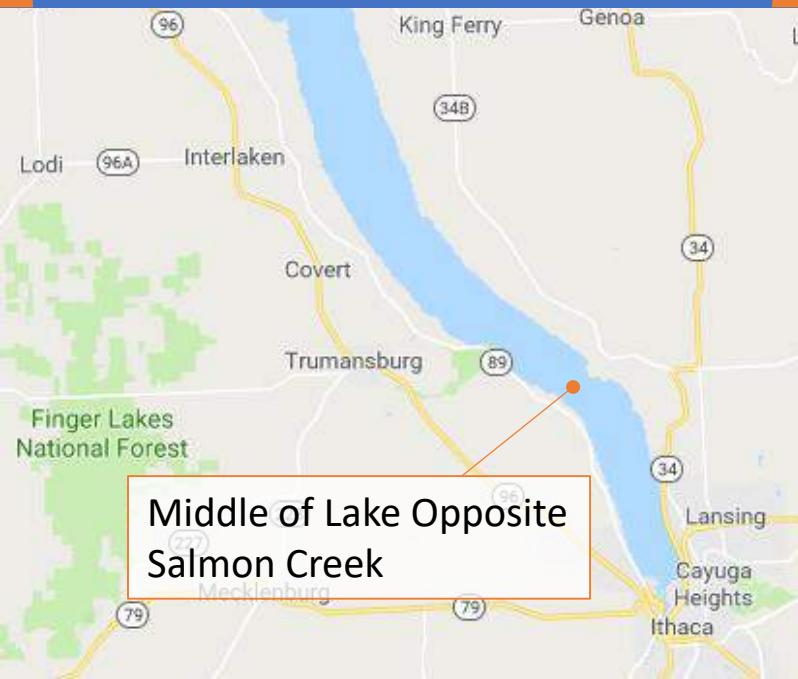 96
King Ferry
Genoa
L
34B
Lodi
96A
Interlaken
34
Covert
Trumansburg
89
Finger Lakes
National Forest
34
Middle of Lake Opposite
Salmon Creek
96
227
Lansing
Mecklenburg
79
79
Cayuga
Heights
Ithaca